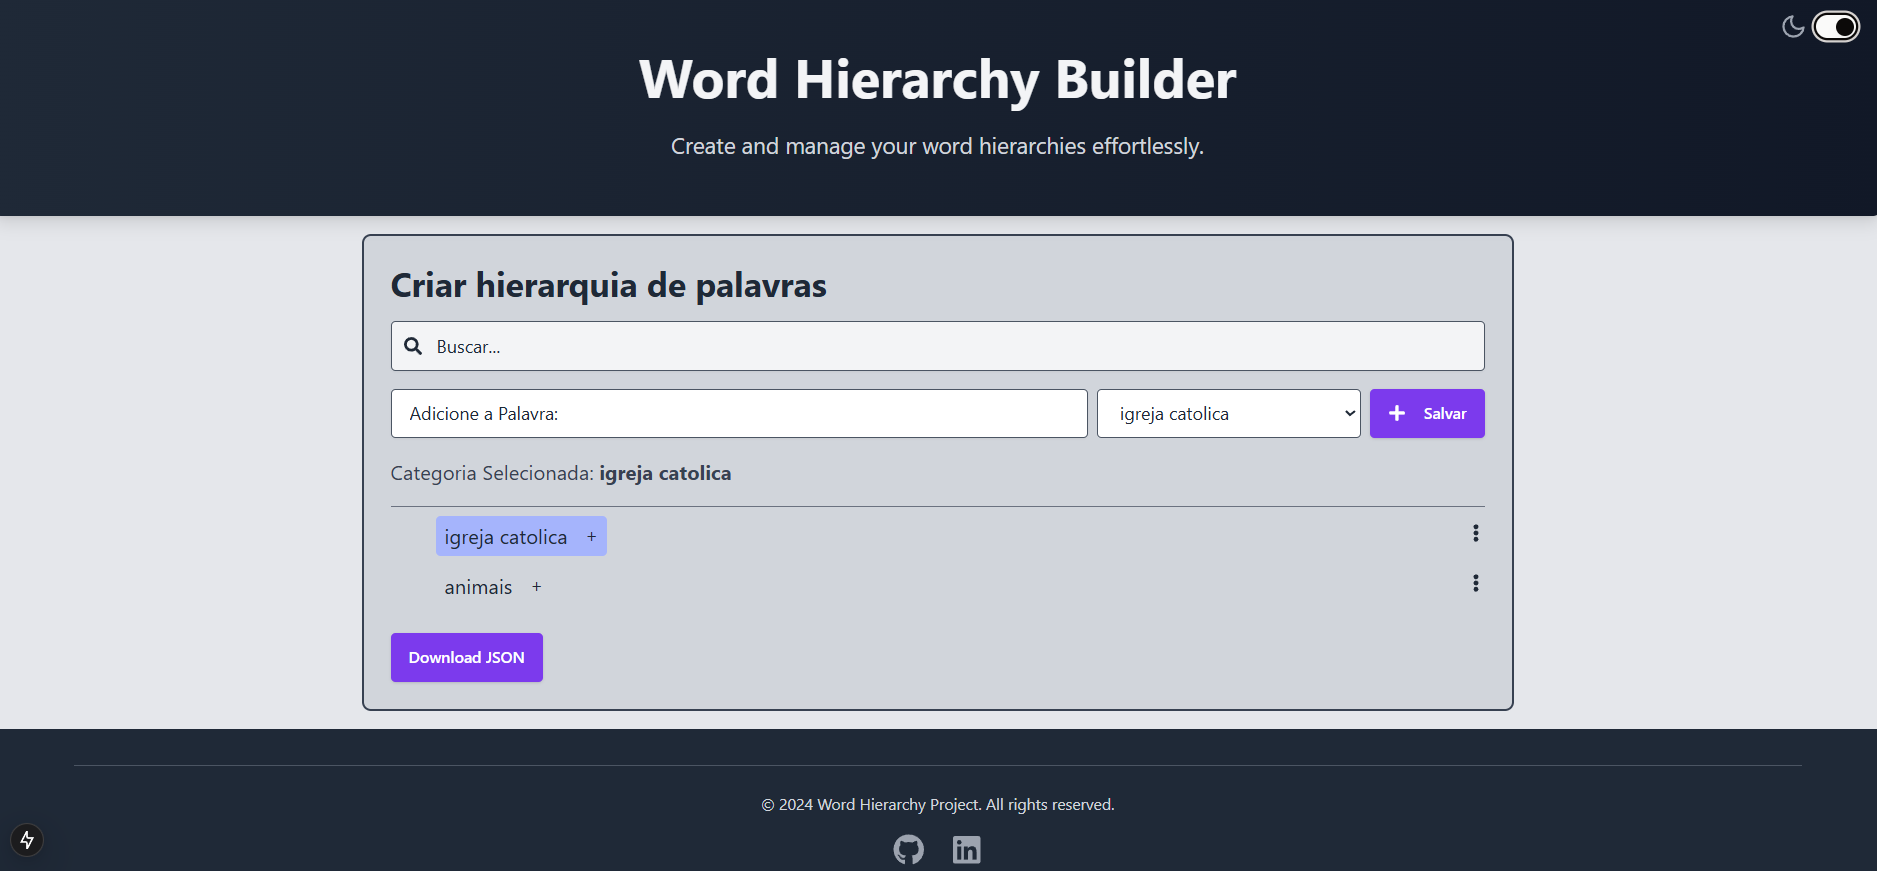 Word Hierarchy Builder
Create and manage your word hierarchies effortlessly.
Criar hierarquia de palavras
Buscar...
Adicione a Palavra:
igreja catolica
+ Salvar
Categoria Selecionada: igreja catolica
igreja catolica +
animais +
Download JSON
© 2024 Word Hierarchy Project. All rights reserved.
in